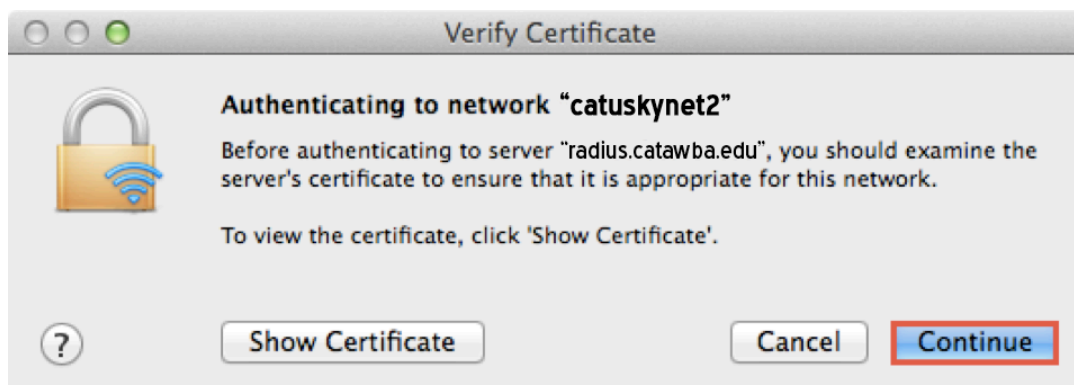 Verify Certificate
Authenticating to network “catuskynet2”
Before authenticating to server “radius.catawba.edu”, you should examine the
server's certificate to ensure that it is appropriate for this network.
To view the certificate, click 'Show Certificate'.
? Show Certificate Cancel Continue